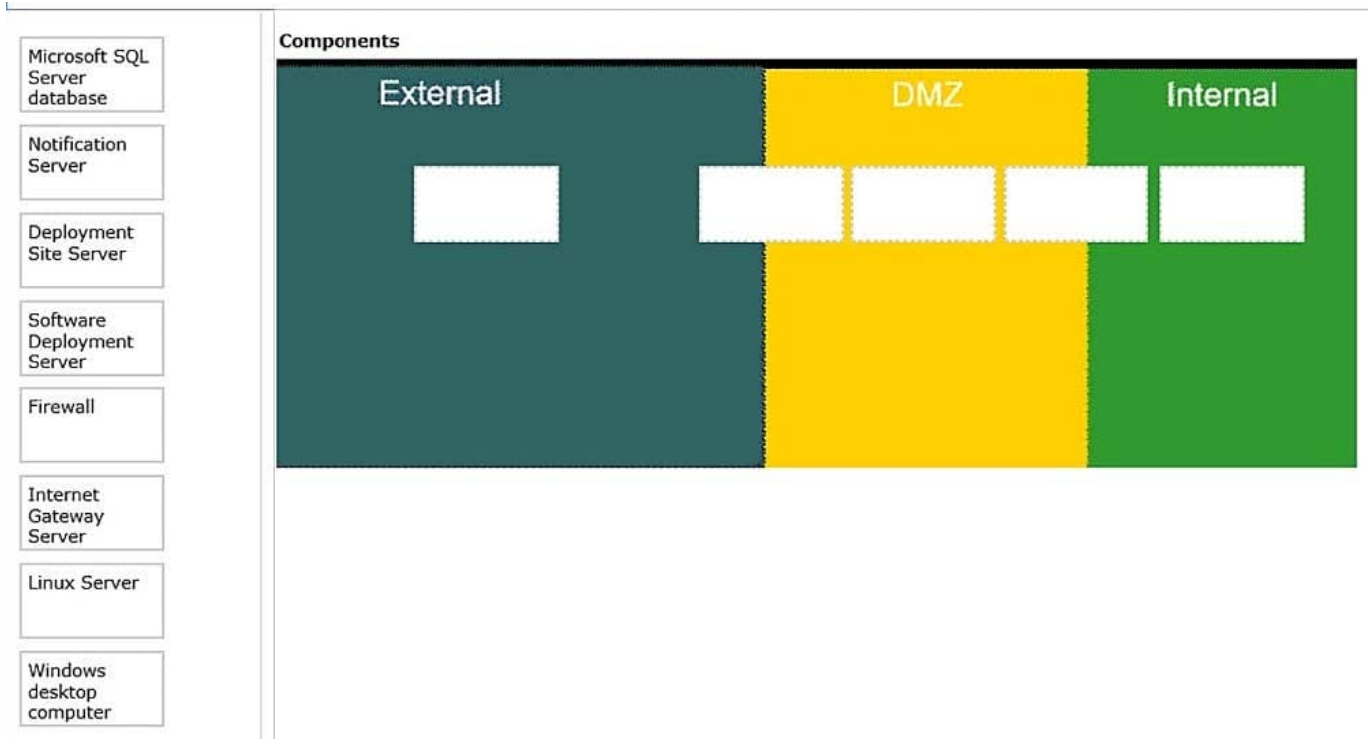 Microsoft SQL
Server
database
Notification
Server
Deployment
Site Server
Software
Deployment
Server
Firewall
Internet
Gateway
Server
Linux Server
Windows
desktop
computer
Components
External
DMZ
Internal